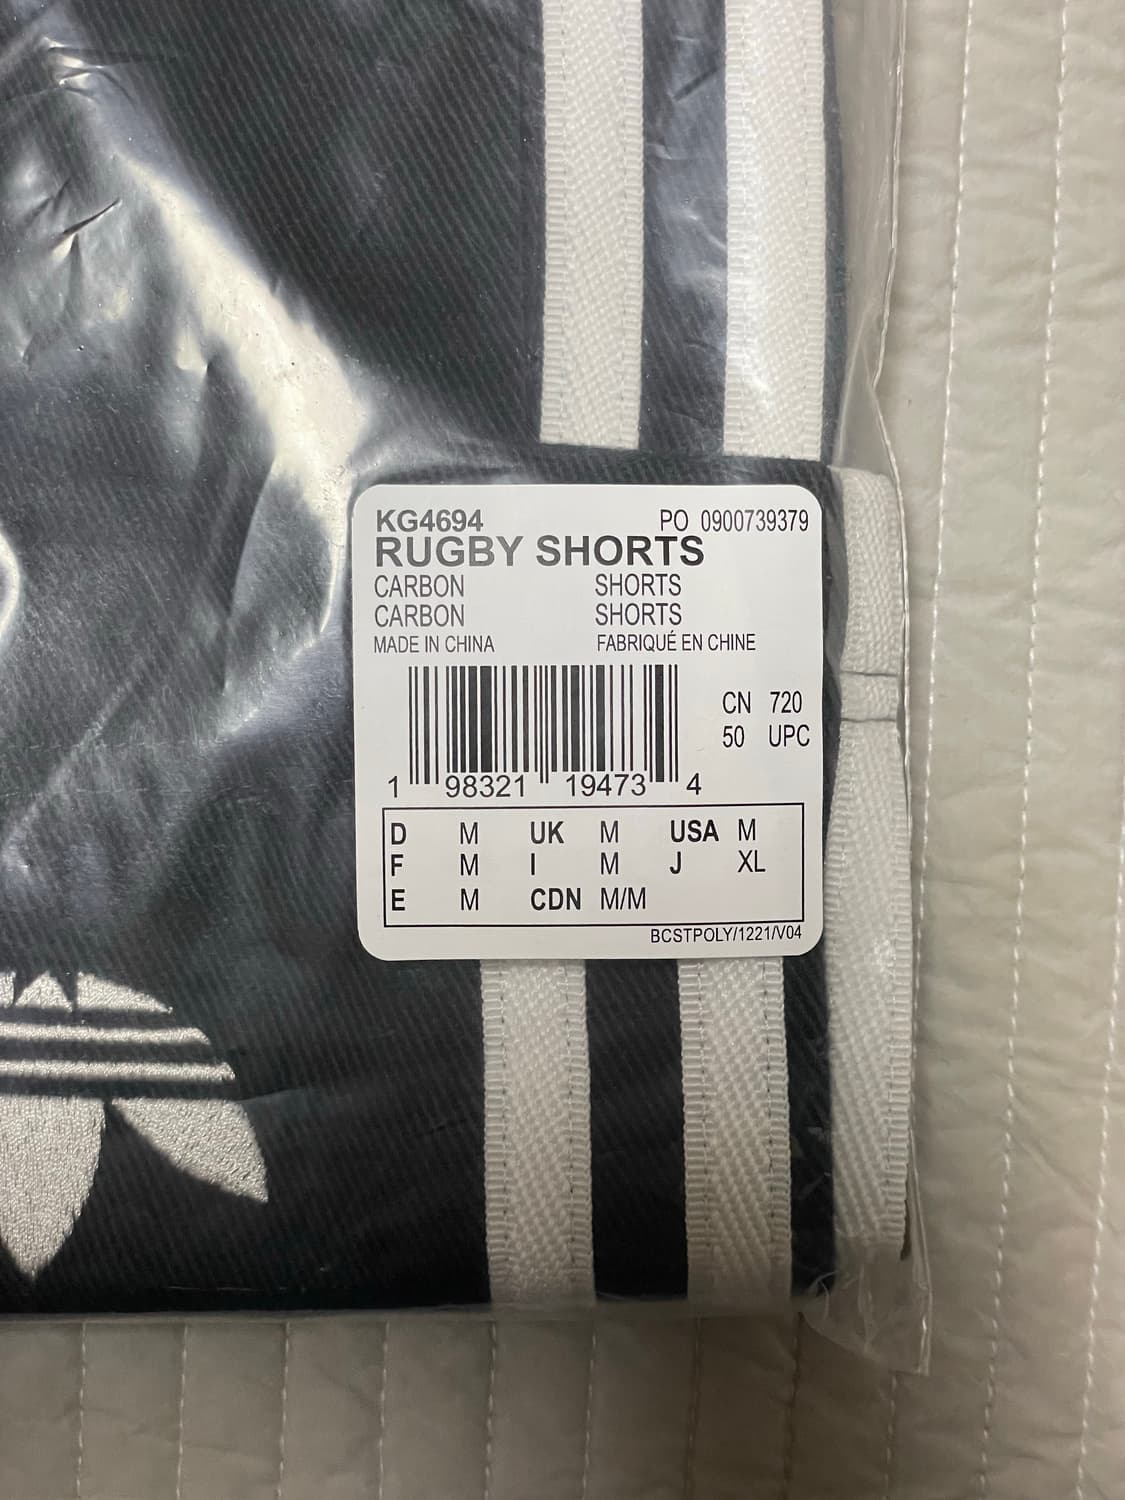 KG4694 PO 0900739379
RUGBY SHORTS
CARBON SHORTS
CARBON SHORTS
MADE IN CHINA FABRIQUÉ EN CHINE
CN 720
50 UPC
1 98321 19473 4
D M UK M USA M
F M I M J XL
E M CDN M/M
BCSTPOLY/1221/V04